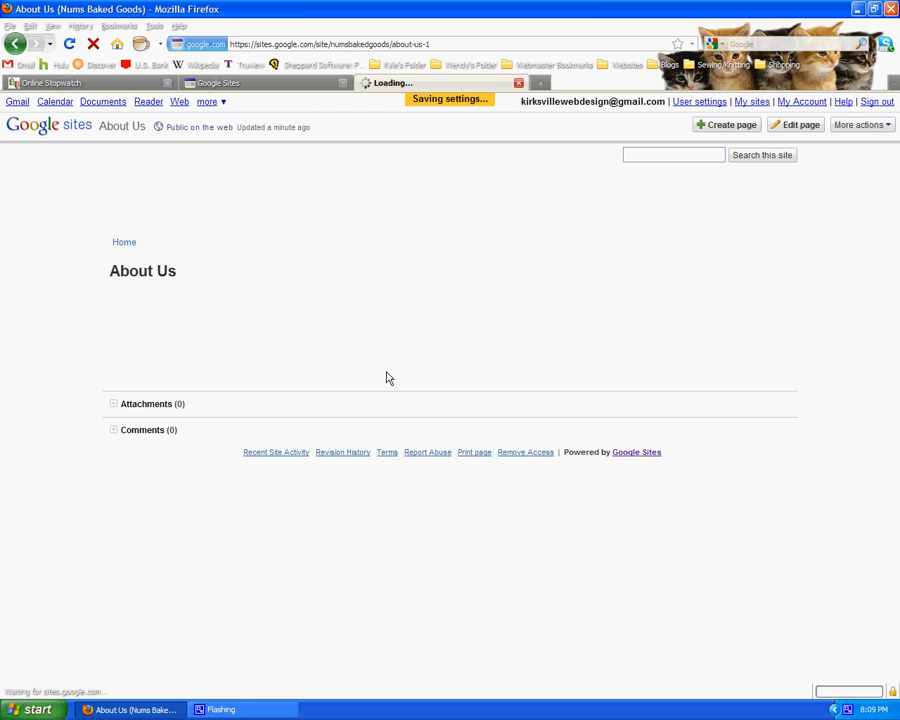 About Us (Nums Baked Goods) - Mozilla Firefox
File Edit View History Bookmarks Tools Help
google.com https://sites.google.com/site/numsbakedgoods/about-us-1 Google
Gmail Hulu Discover U.S. Bank Wikipedia Truview Sheppard Software: F... Kyle's Folder Wendy's Folder Webmaster Bookmarks Websites Blogs Sewing/Knitting Shopping
Online Stopwatch Google Sites Loading...
Gmail Calendar Documents Reader Web more ▼ Saving settings... kirksvillewebdesign@gmail.com | User settings | My sites | My Account | Help | Sign out
Google sites About Us Public on the web Updated a minute ago Create page Edit page More actions ▼
Search this site
Home
About Us
Attachments (0)
Comments (0)
Recent Site Activity Revision History Terms Report Abuse Print page Remove Access | Powered by Google Sites
Waiting for sites.google.com...
start About Us (Nums Bake... Flashing 8:09 PM